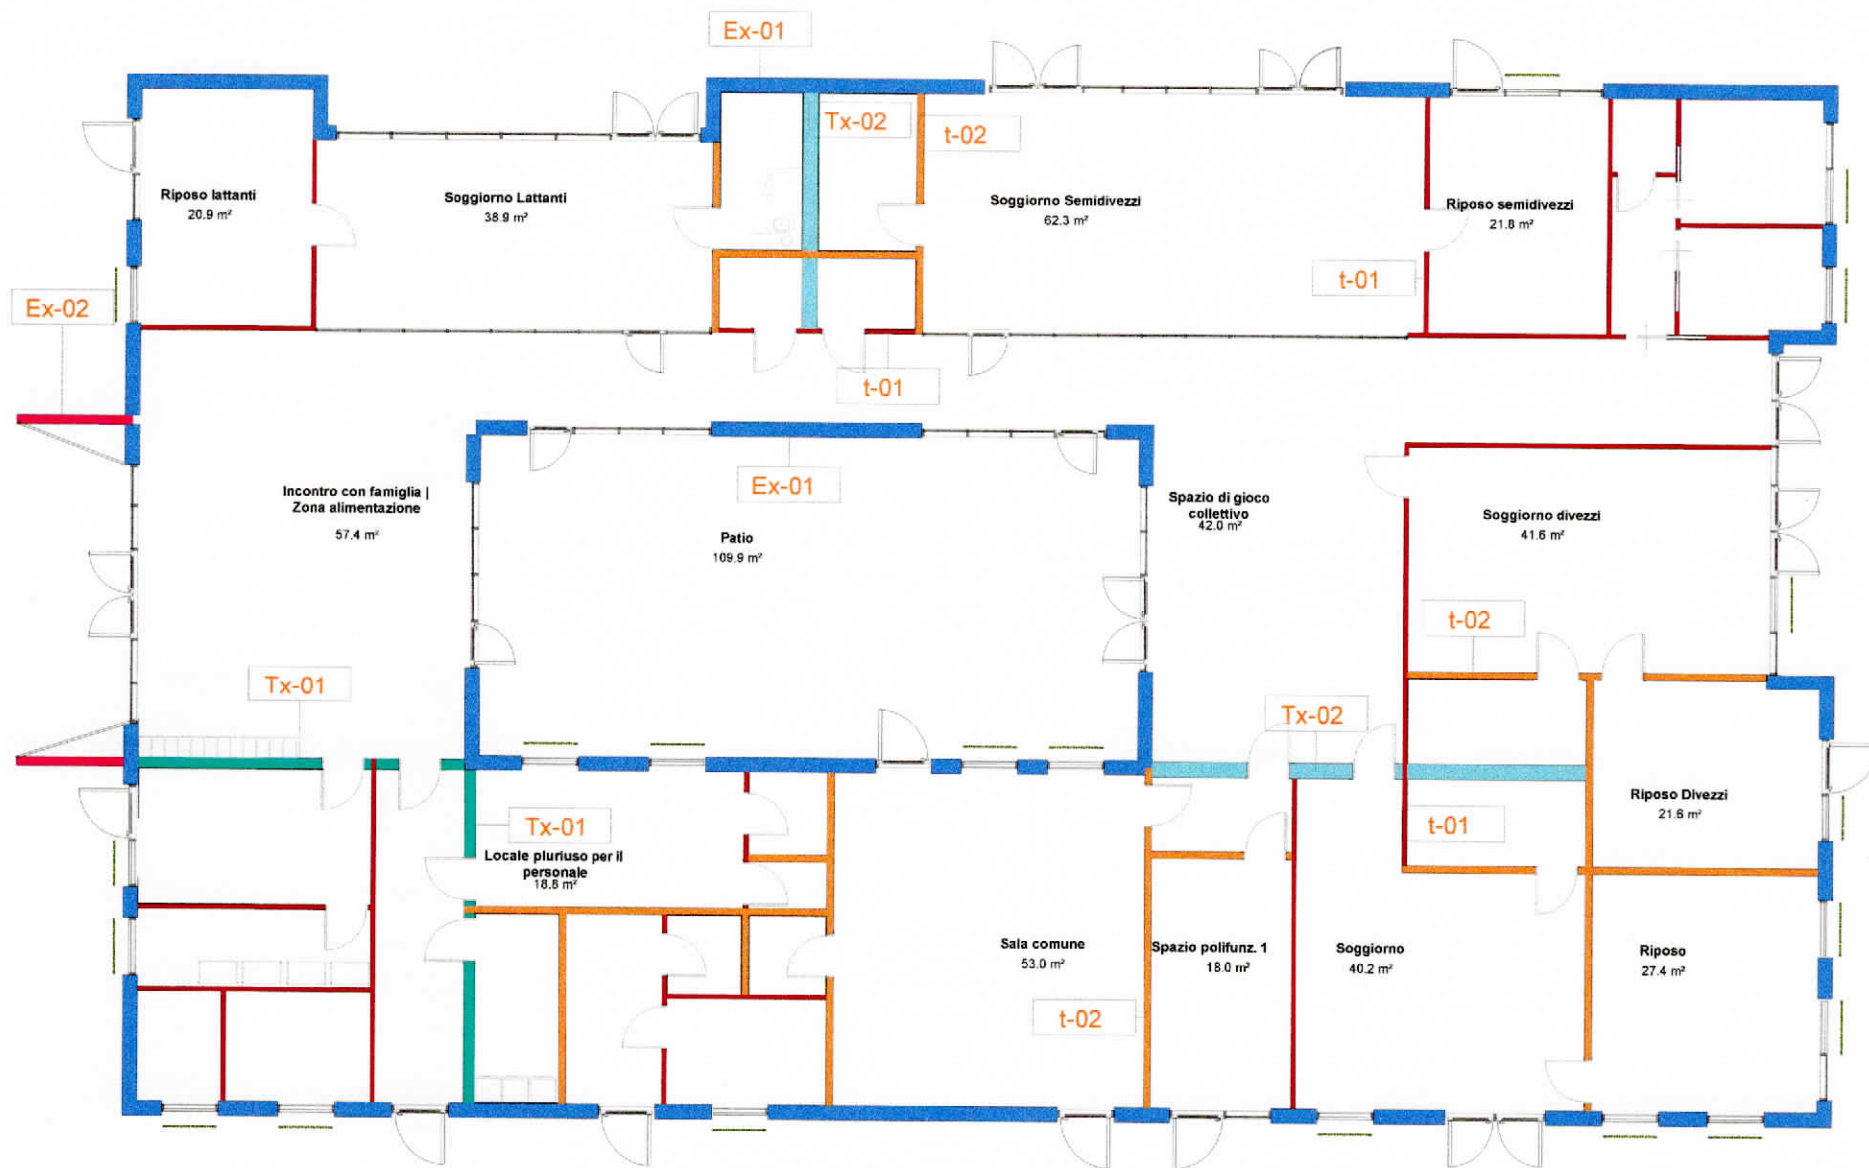 Ex-01
Tx-02
t-02
Riposo lattanti
20.9 m²
Soggiorno Lattanti
38.9 m²
Soggiorno Semidivezzi
62.3 m²
Riposo semidivezzi
21.8 m²
t-01
Ex-02
t-01
Ex-01
Incontro con famiglia |
Zona alimentazione
57.4 m²
Patio
109.9 m²
Spazio di gioco
collettivo
42.0 m²
Soggiorno divezzi
41.6 m²
t-02
Tx-01
Tx-02
Tx-01
t-01
Riposo Divezzi
21.6 m²
Locale pluriuso per il
personale
18.8 m²
Sala comune
53.0 m²
Spazio polifunz. 1
18.0 m²
Soggiorno
40.2 m²
Riposo
27.4 m²
t-02